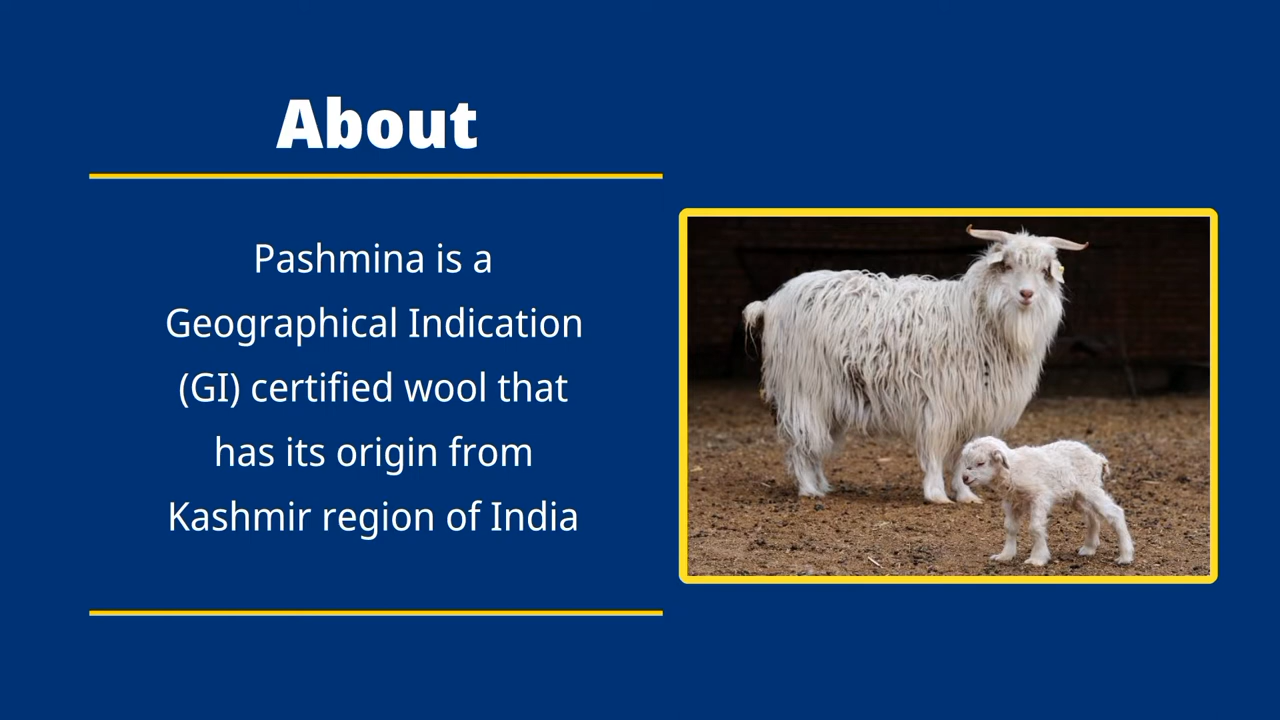 About
Pashmina is a
Geographical Indication
(GI) certified wool that
has its origin from
Kashmir region of India